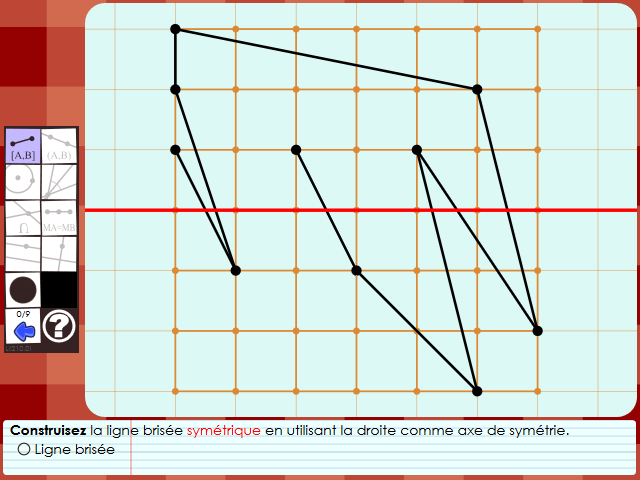 [A,B]
(A,B)
MA=MB
0/9
Construisez la ligne brisée symétrique en utilisant la droite comme axe de symétrie.
Ligne brisée